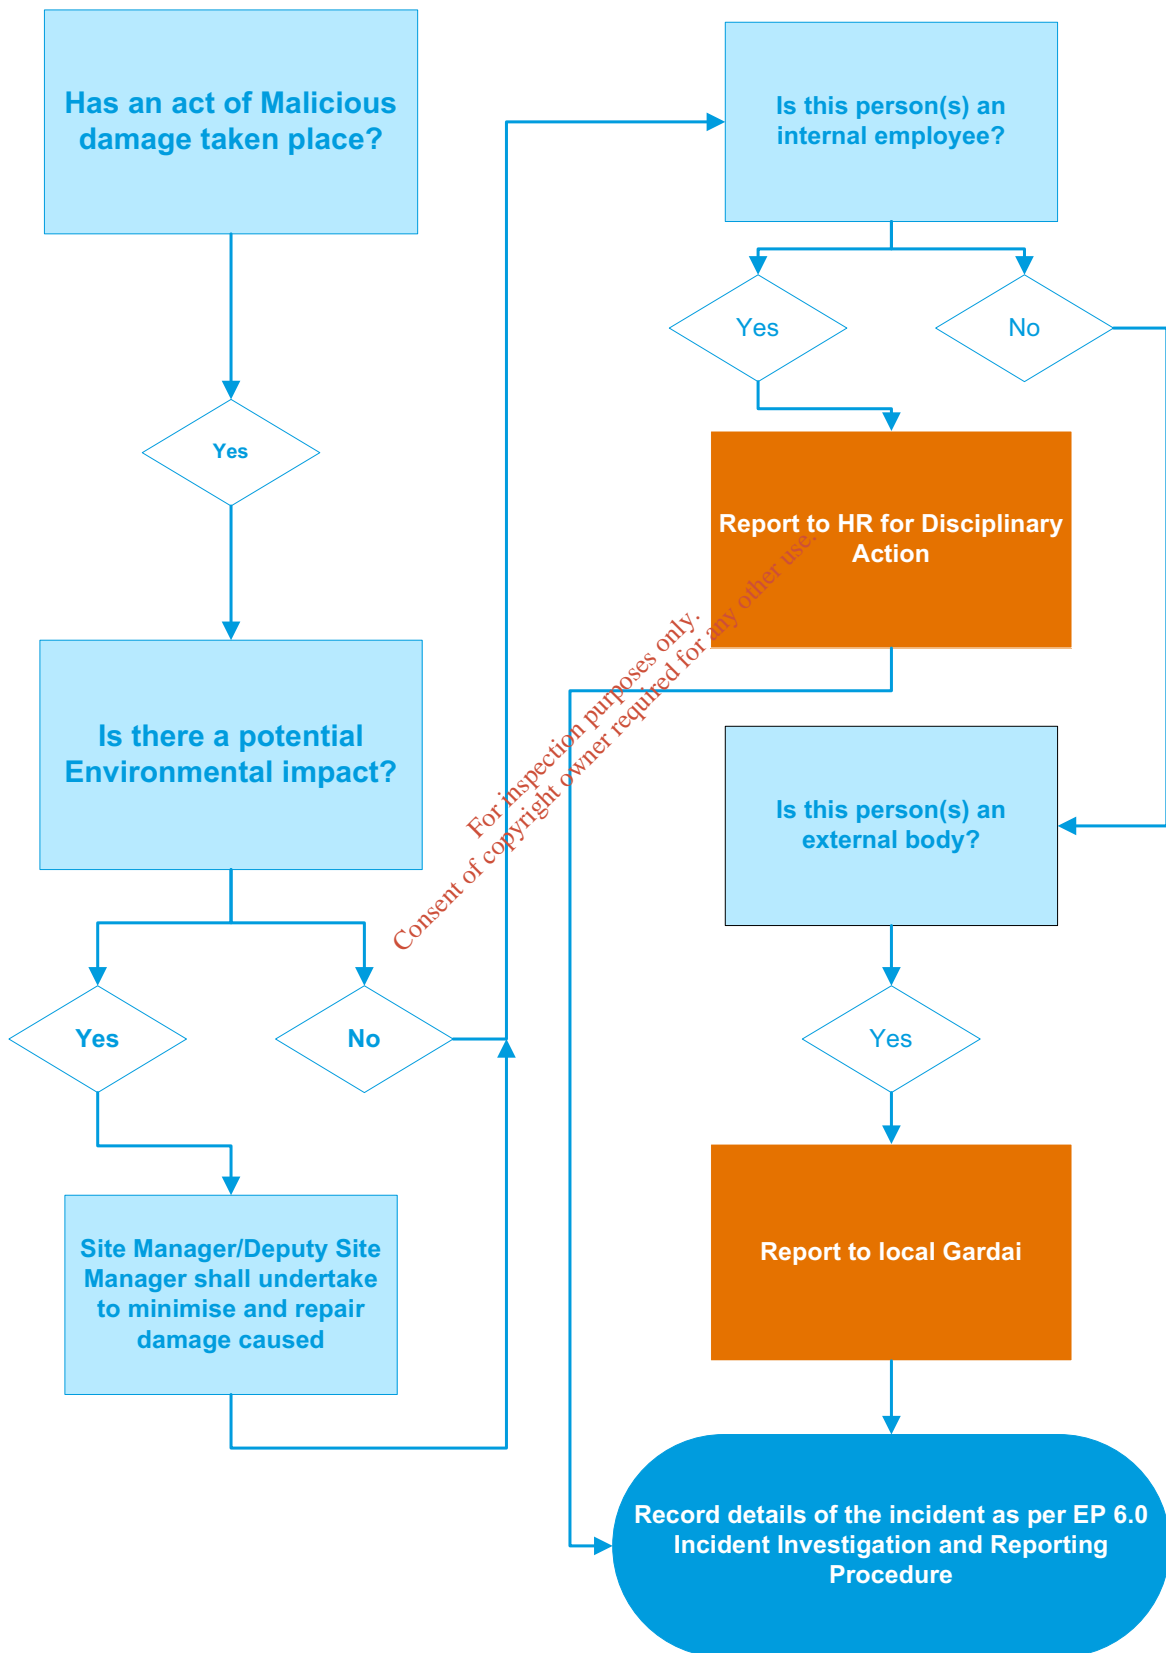 Has an act of Malicious
damage taken place?
Yes
Is there a potential
Environmental impact?
Yes
No
Site Manager/Deputy Site
Manager shall undertake
to minimise and repair
damage caused
Is this person(s) an
internal employee?
Yes
No
Report to HR for Disciplinary
Action
Is this person(s) an
external body?
Yes
Report to local Gardai
Record details of the incident as per EP 6.0
Incident Investigation and Reporting
Procedure
For inspection purposes only.
Consent of copyright owner required for any other use.